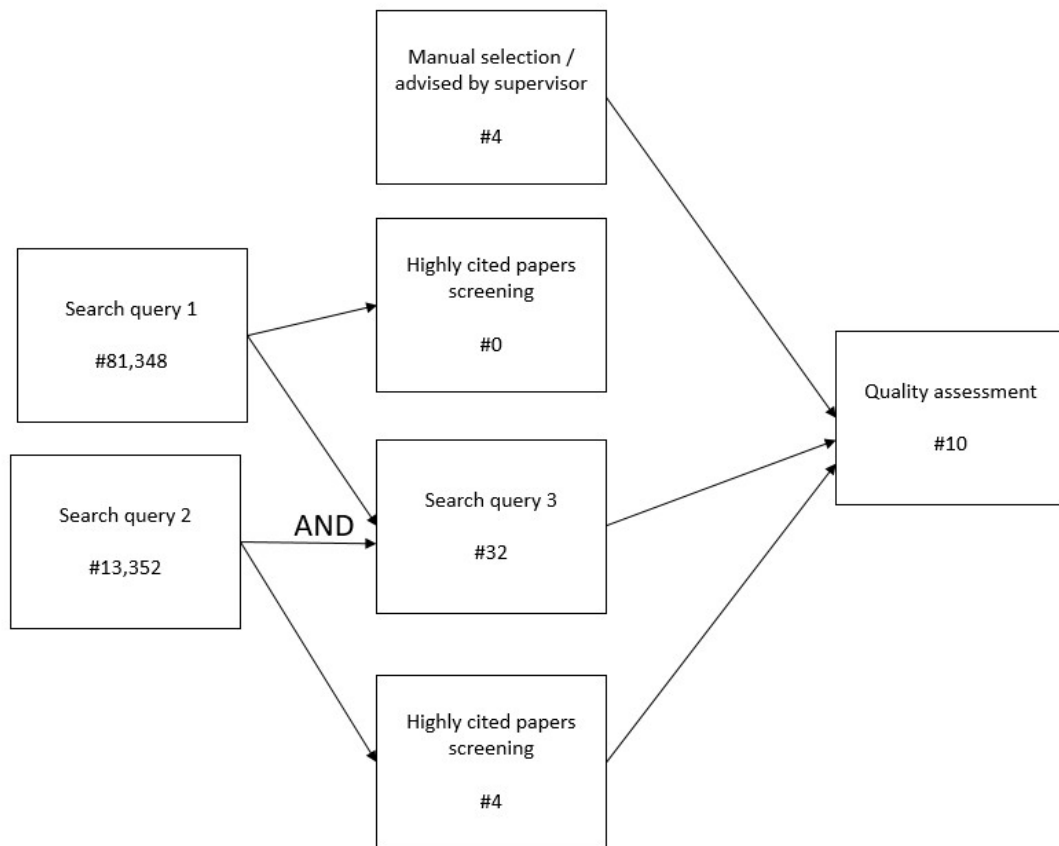 Manual selection /
advised by supervisor
#4
Highly cited papers
screening
#0
Search query 1
#81,348
Quality assessment
#10
Search query 2
#13,352
AND
Search query 3
#32
Highly cited papers
screening
#4